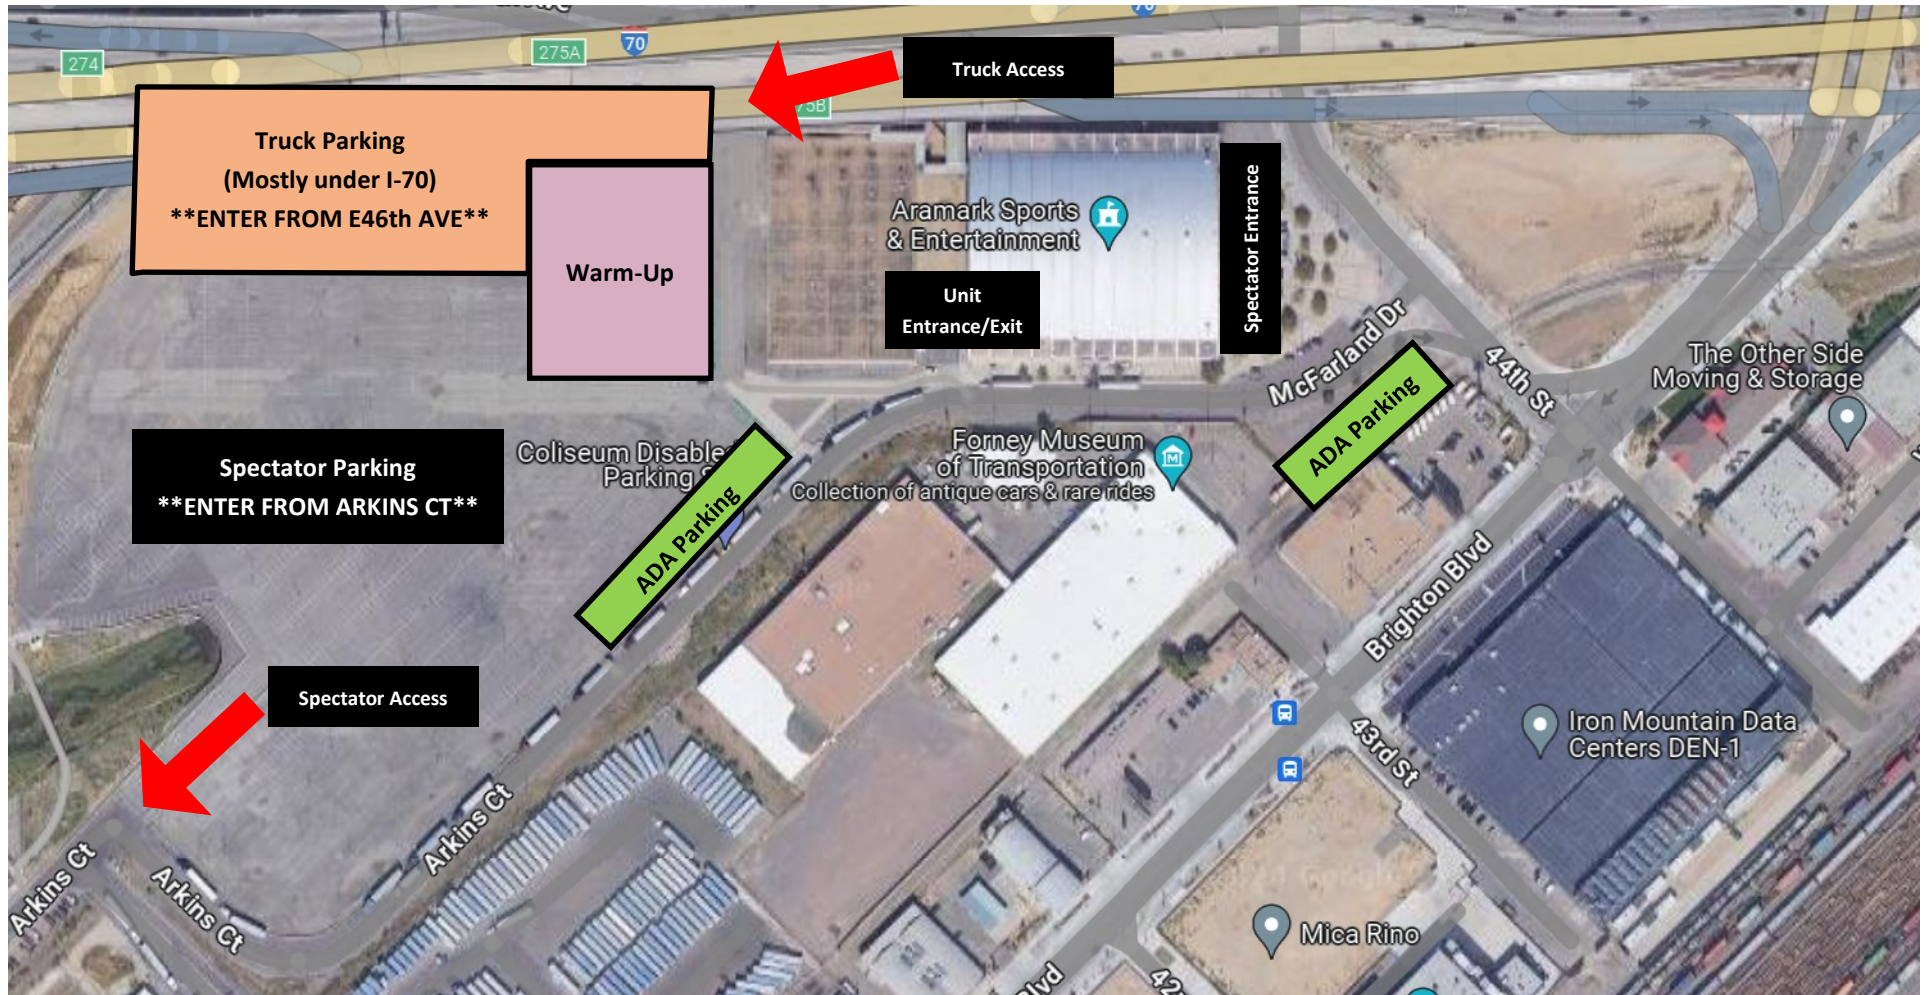 274
275A
70
70
Truck Access
75B
Truck Parking
(Mostly under I-70)
**ENTER FROM E46th AVE**
Warm-Up
Aramark Sports
& Entertainment
Unit
Entrance/Exit
Spectator Entrance
McFarland Dr
44th St
The Other Side
Moving & Storage
ADA Parking
Spectator Parking
**ENTER FROM ARKINS CT**
Coliseum Disable
Parking S
ADA Parking
Forney Museum
of Transportation
Collection of antique cars & rare rides
Brighton Blvd
Spectator Access
Iron Mountain Data
Centers DEN-1
43rd St
Arkins Ct
Arkins Ct
Arkins Ct
Mica Rino
Blvd